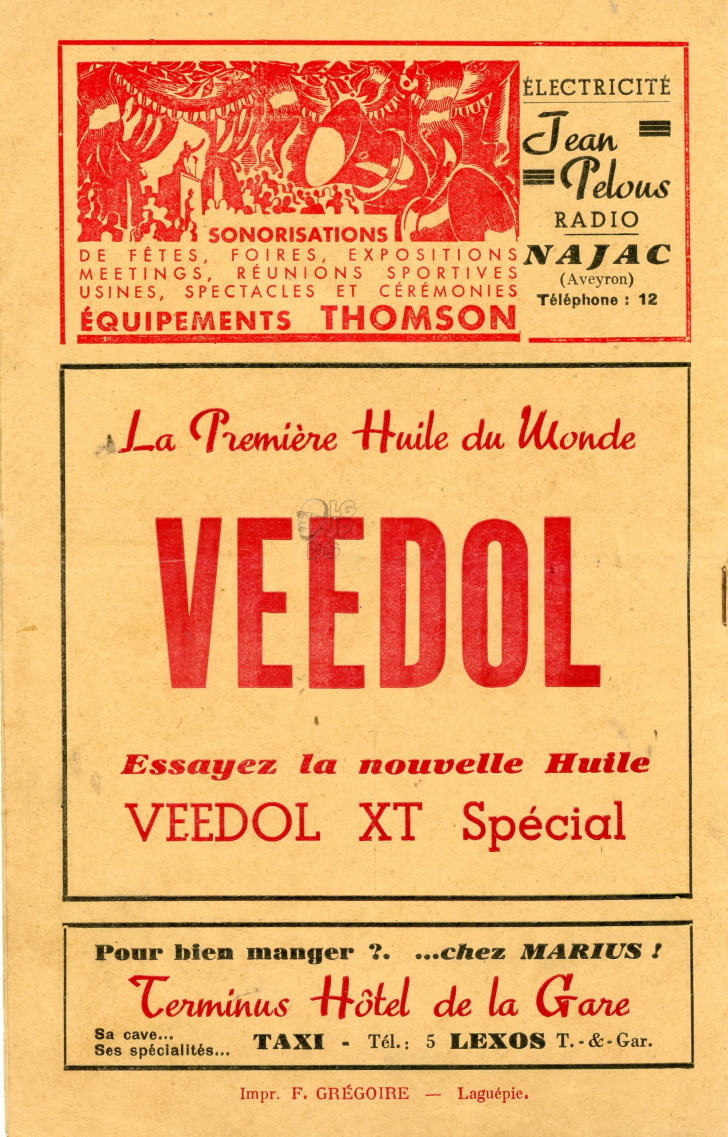 ÉLECTRICITÉ
Jean
Pelous
RADIO
NAJAC
(Aveyron)
Téléphone : 12
SONORISATIONS
DE FÊTES, FOIRES, EXPOSITIONS
MEETINGS, RÉUNIONS SPORTIVES
USINES, SPECTACLES ET CÉRÉMONIES
ÉQUIPEMENTS THOMSON
La Première Huile du Monde
VEEDOL
Essayez la nouvelle Huile
VEEDOL XT Spécial
Pour bien manger ?. ...chez MARIUS !
Terminus Hôtel de la Gare
Sa cave...
Ses spécialités...
TAXI - Tél.: 5 LEXOS T.-&-Gar.
Impr. F. GRÉGOIRE — Laguépie.